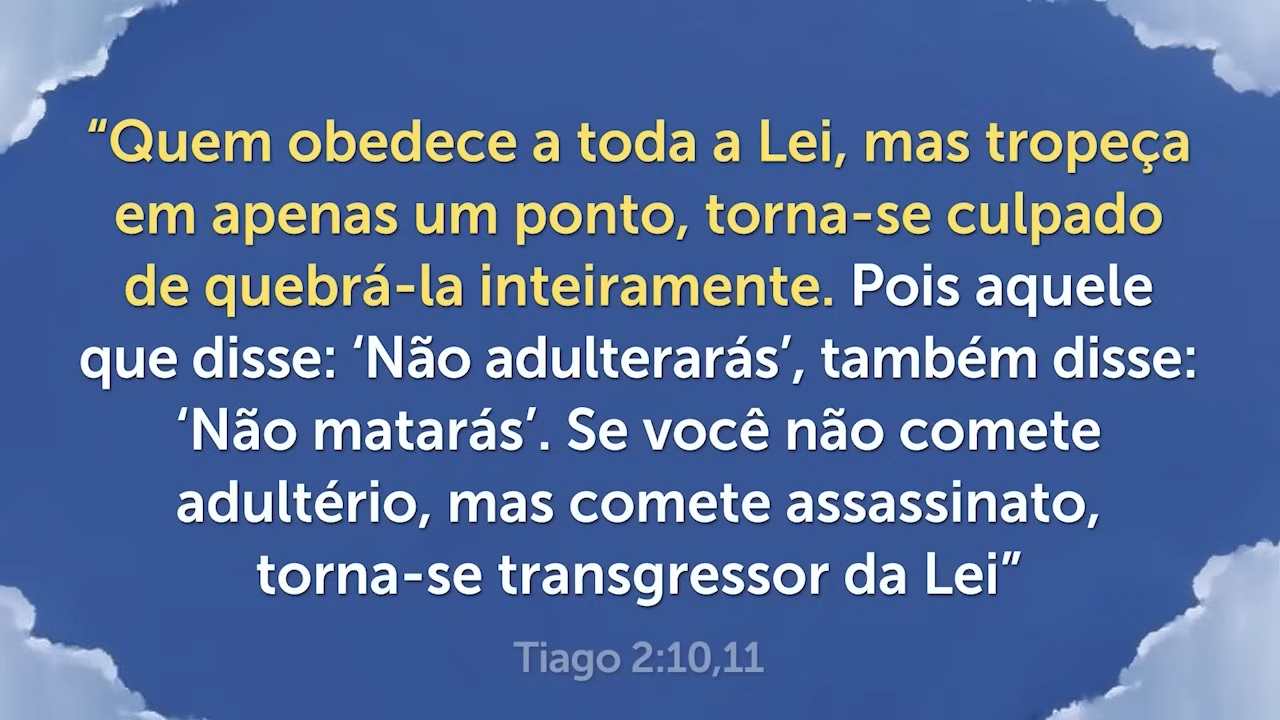 “Quem obedece a toda a Lei, mas tropeça
em apenas um ponto, torna-se culpado
de quebrá-la inteiramente. Pois aquele
que disse: ‘Não adulterarás’, também disse:
‘Não matarás’. Se você não comete
adultério, mas comete assassinato,
torna-se transgressor da Lei”
Tiago 2:10,11